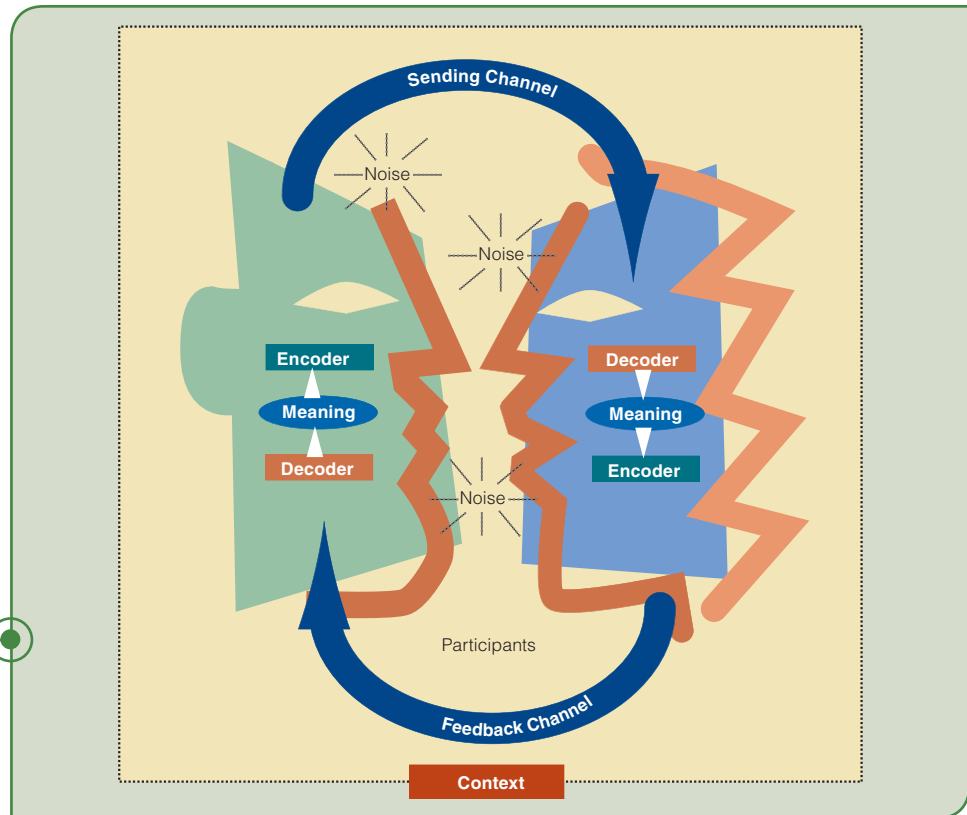 Sending Channel
Noise
Noise
Encoder
Meaning
Decoder
Decoder
Meaning
Encoder
Noise
Participants
Feedback Channel
Context